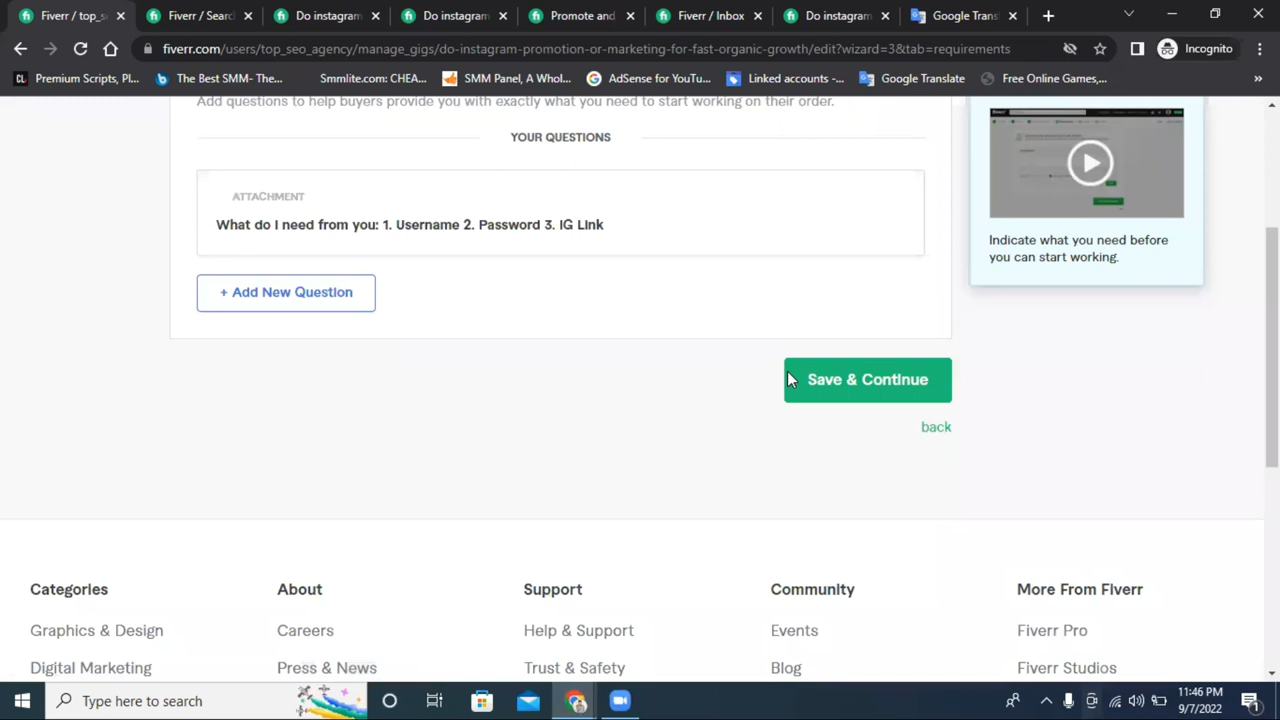 Fiverr / top_s
Fiverr / Searc
Do instagram
Do instagram
Promote and
Fiverr / Inbox
Do instagram
Google Trans
fiverr.com/users/top_seo_agency/manage_gigs/do-instagram-promotion-or-marketing-for-fast-organic-growth/edit?wizard=3&tab=requirements
Incognito
Premium Scripts, Pl...
The Best SMM- The...
Smmlite.com: CHEA...
SMM Panel, A Whol...
AdSense for YouTu...
Linked accounts -...
Google Translate
Free Online Games,...
»
Add questions to help buyers provide you with exactly what you need to start working on their order.
YOUR QUESTIONS
ATTACHMENT
What do I need from you: 1. Username 2. Password 3. IG Link
+ Add New Question
Indicate what you need before
you can start working.
Save & Continue
back
Categories
About
Support
Community
More From Fiverr
Graphics & Design
Careers
Help & Support
Events
Fiverr Pro
Digital Marketing
Press & News
Trust & Safety
Blog
Fiverr Studios
Type here to search
11:46 PM
9/7/2022